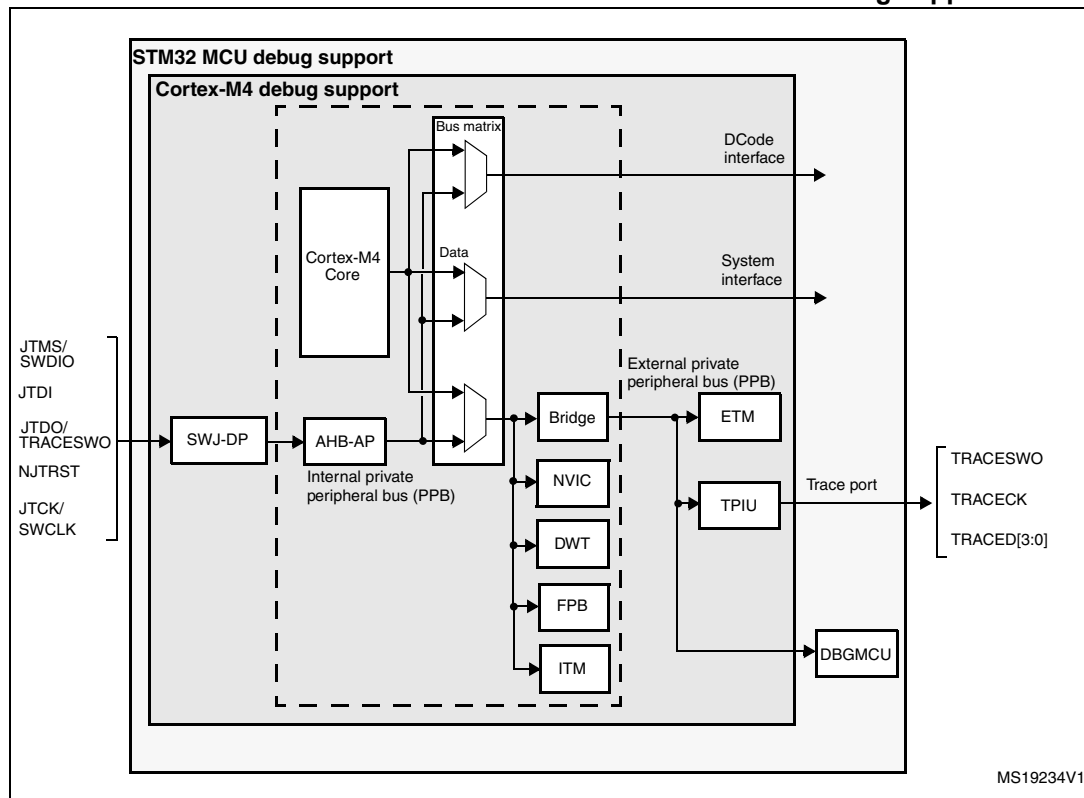 STM32 MCU debug support
Cortex-M4 debug support
Bus matrix
DCode
interface
Cortex-M4
Core
Data
System
interface
JTMS/
SWDIO
JTDI
JTDO/
TRACESWO
NJTRST
JTCK/
SWCLK
SWJ-DP
AHB-AP
Internal private
peripheral bus (PPB)
External private
peripheral bus (PPB)
Bridge
NVIC
DWT
FPB
ITM
ETM
TPIU
Trace port
TRACESWO
TRACECK
TRACED[3:0]
DBGMCU
MS19234V1